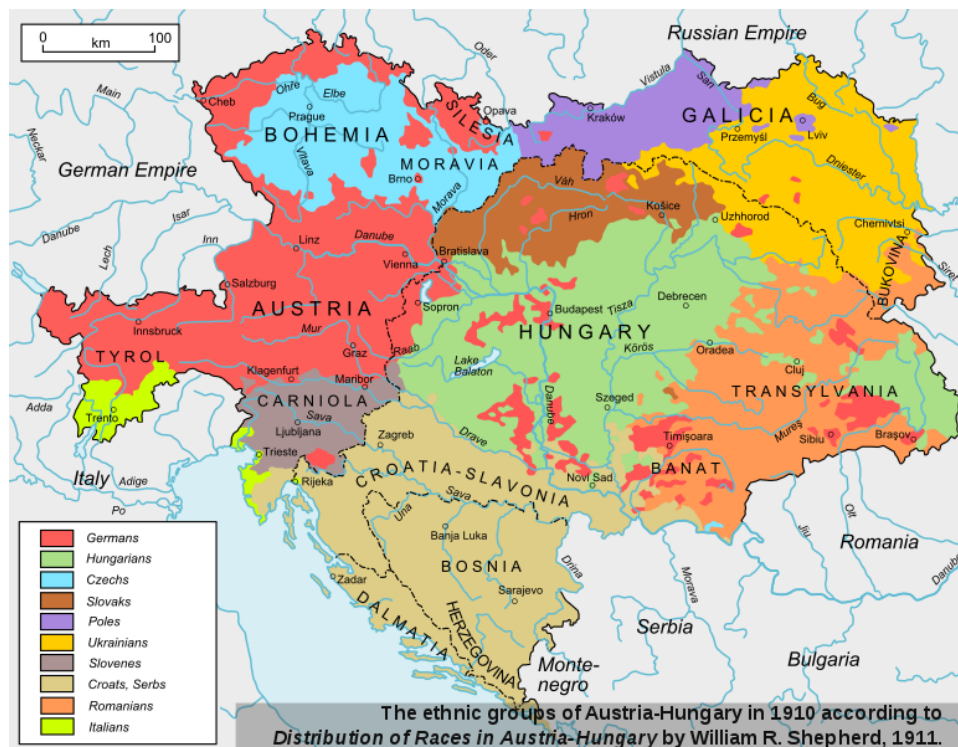 0 100
km
Russian Empire
Oder
Vistula
San
Main
Ohře
Elbe
Cheb
Prague
Opava
SILESIA
Kraków
GALICIA
Bug
BOHEMIA
Przemyśl
Lviv
Neckar
Vltava
MORAVIA
Dniester
German Empire
Brno
Morava
Váh
Košice
Uzhhorod
Isar
Hron
Chernivtsi
Danube
Linz
Danube
Inn
Vienna
Bratislava
Lech
BUKOVINA
Siret
Salzburg
AUSTRIA
Sopron
Budapest
Tisza
Debrecen
Innsbruck
Mur
HUNGARY
Körös
Oradea
TYROL
Graz
Raab
Lake
Balaton
Cluj
Klagenfurt
Maribor
TRANSYLVANIA
Adda
Trento
CARNIOLA
Sava
Ljubljana
Drave
Danube
Szeged
Mureș
Sibiu
Brașov
Zagreb
Timișoara
Trieste
Italy
Adige
Po
Rijeka
CROATIA-SLAVONIA
Sava
Novi Sad
BANAT
Una
Olt
Jiu
Banja Luka
Romania
Germans
Hungarians
Czechs
Slovaks
Poles
Ukrainians
Slovenes
Croats, Serbs
Romanians
Italians
BOSNIA
Drina
Morava
Danube
Zadar
Sarajevo
DALMATIA
HERZEGOVINA
Serbia
Monte-
negro
Bulgaria
The ethnic groups of Austria-Hungary in 1910 according to
Distribution of Races in Austria-Hungary by William R. Shepherd, 1911.